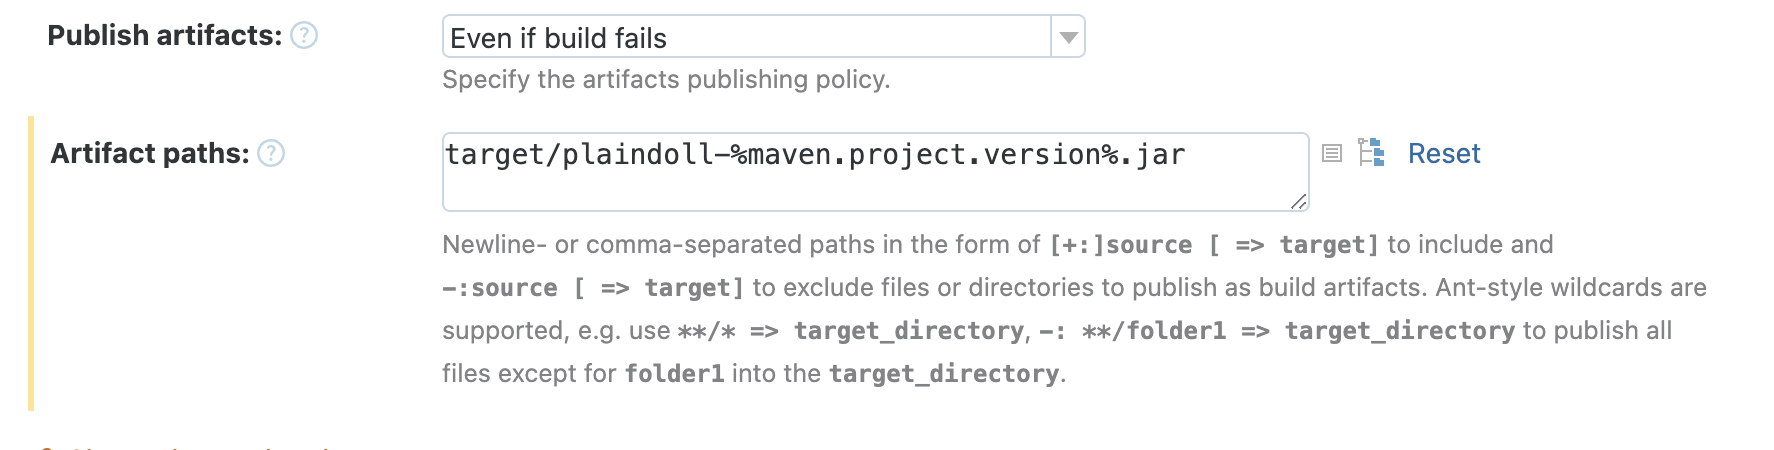 Publish artifacts:
Even if build fails
Specify the artifacts publishing policy.
Artifact paths:
target/plaindoll-%maven.project.version%.jar
Reset
Newline- or comma-separated paths in the form of [+:]source [ => target] to include and
-:source [ => target] to exclude files or directories to publish as build artifacts. Ant-style wildcards are
supported, e.g. use **/* => target_directory, -: **/folder1 => target_directory to publish all
files except for folder1 into the target_directory.